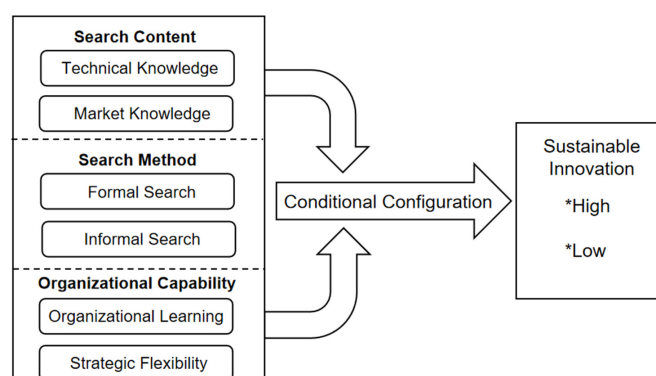 Search Content
Technical Knowledge
Market Knowledge
Search Method
Formal Search
Informal Search
Organizational Capability
Organizational Learning
Strategic Flexibility
Conditional Configuration
Sustainable
Innovation
*High
*Low